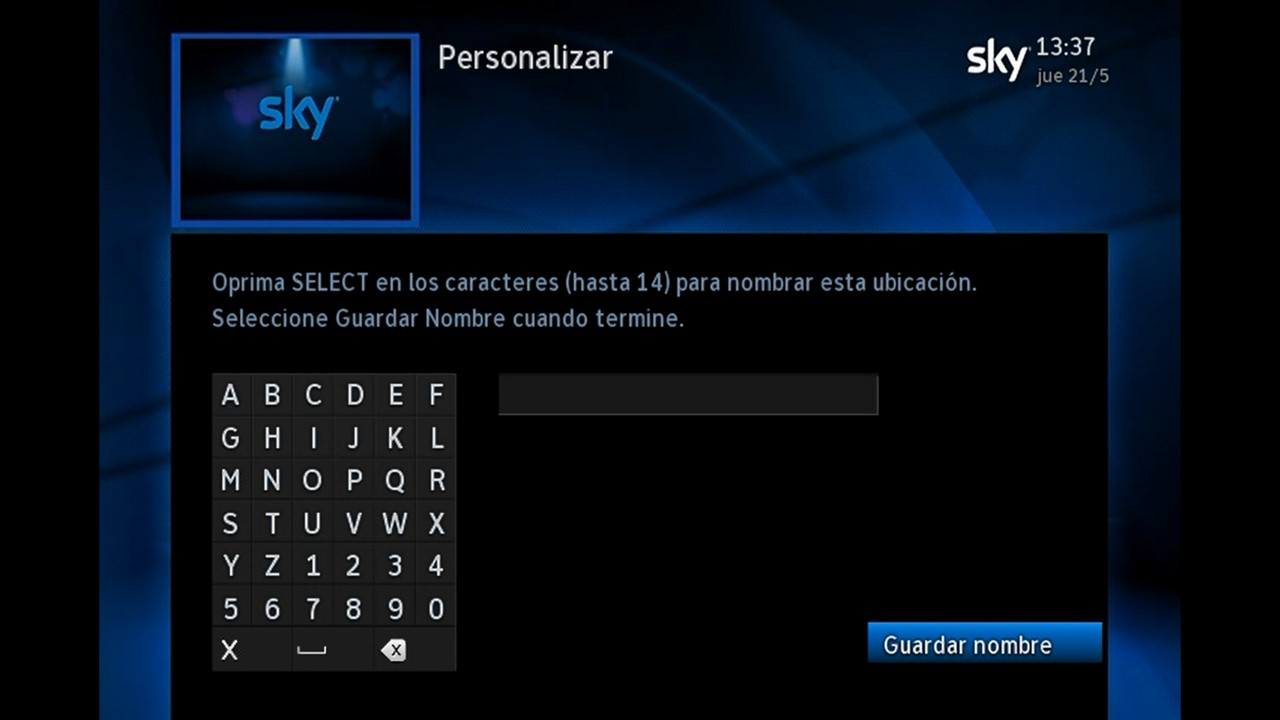 sky
Personalizar
sky 13:37
jue 21/5
Oprima SELECT en los caracteres (hasta 14) para nombrar esta ubicación.
Seleccione Guardar Nombre cuando termine.
A B C D E F
G H I J K L
M N O P Q R
S T U V W X
Y Z 1 2 3 4
5 6 7 8 9 0
X
Guardar nombre